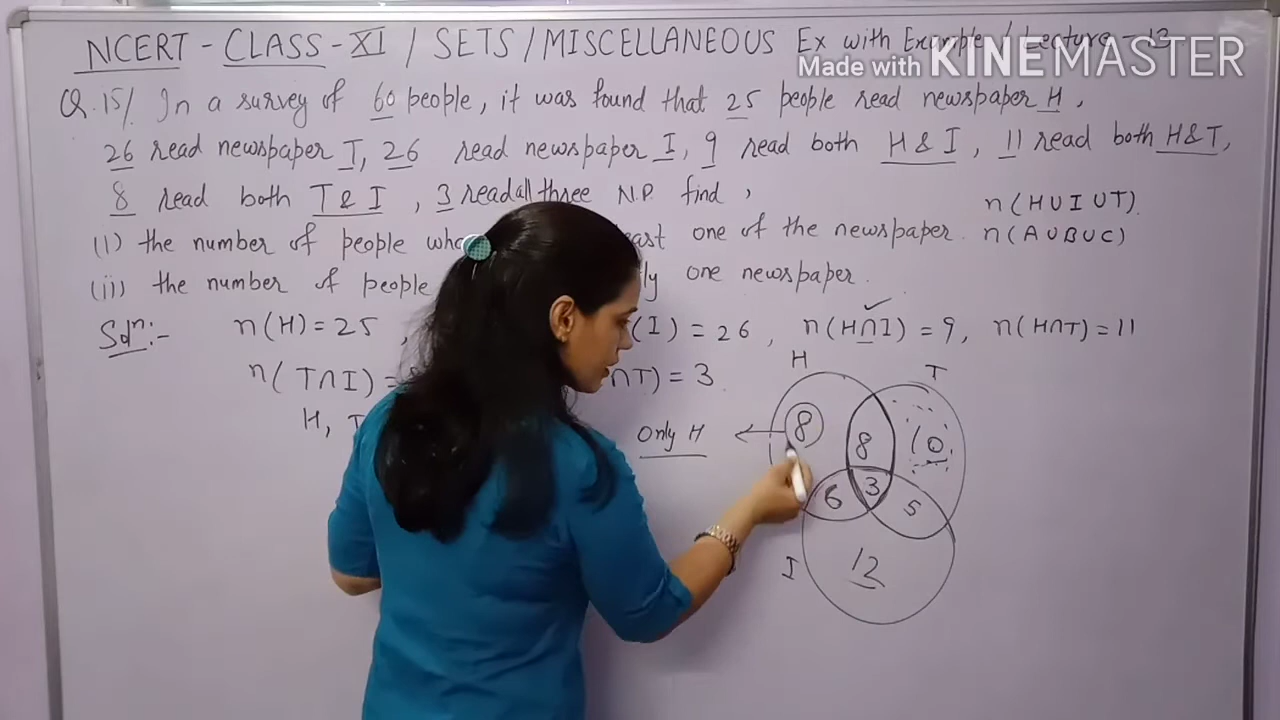 NCERT - CLASS - XI / SETS / MISCELLANEOUS Ex with Example / Lecture - 13
Made with KINEMASTER
Q.15/. In a survey of 60 people, it was found that 25 people read newspaper H,
26 read newspaper T, 26 read newspaper I, 9 read both H & I, 11 read both H & T,
8 read both T & I, 3 read all three N.P. find,
n(H∪I∪T).
(i) the number of people who one of the newspaper. n(A∪B∪C)
(ii) the number of people one newspaper.
Soln:- n(H) = 25, (I) = 26, n(H∩I) = 9, n(H∩T) = 11
n(T∩I) = ∩T) = 3
H T
H, Only H 8 8 10
6 3 5
I 12